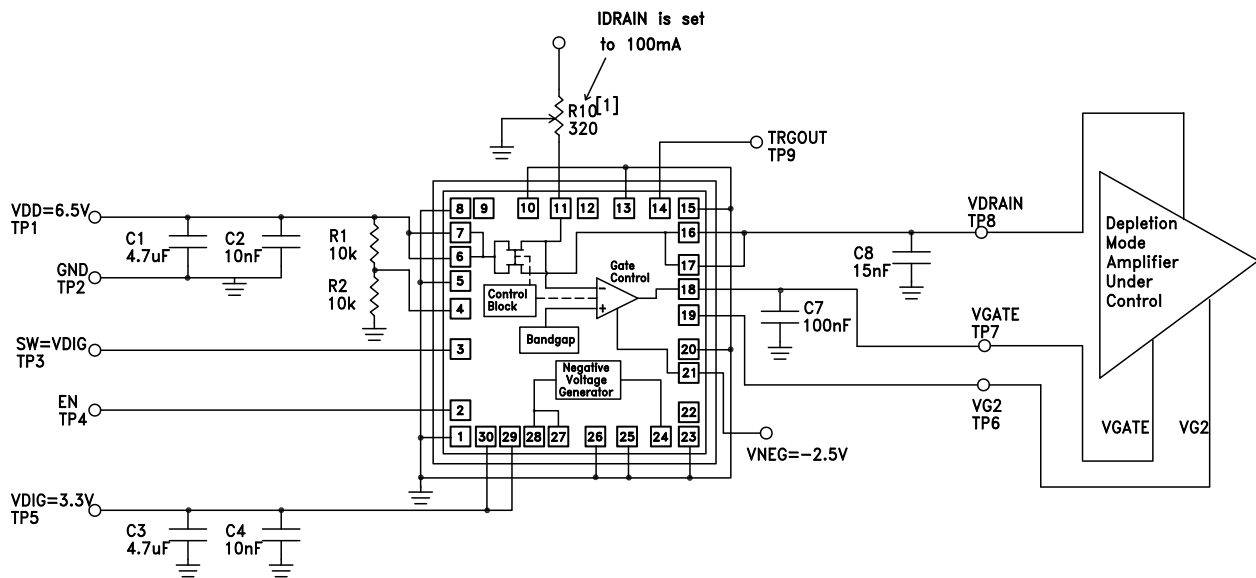 IDRAIN is set
to 100mA
R10[1]
320
TRGOUT
TP9
VDD=6.5V
TP1
C1
4.7uF
C2
10nF
R1
10k
GND
TP2
R2
10k
SW=VDIG
TP3
EN
TP4
VDIG=3.3V
TP5
C3
4.7uF
C4
10nF
8
9
10
11
12
13
14
15
7
6
5
4
3
2
1
30
29
28
27
26
25
24
23
16
17
18
19
20
21
22
Control
Block
Gate
Control
−
+
Bandgap
Negative
Voltage
Generator
VNEG=−2.5V
C7
100nF
C8
15nF
VDRAIN
TP8
VGATE
TP7
VG2
TP6
Depletion
Mode
Amplifier
Under
Control
VGATE
VG2